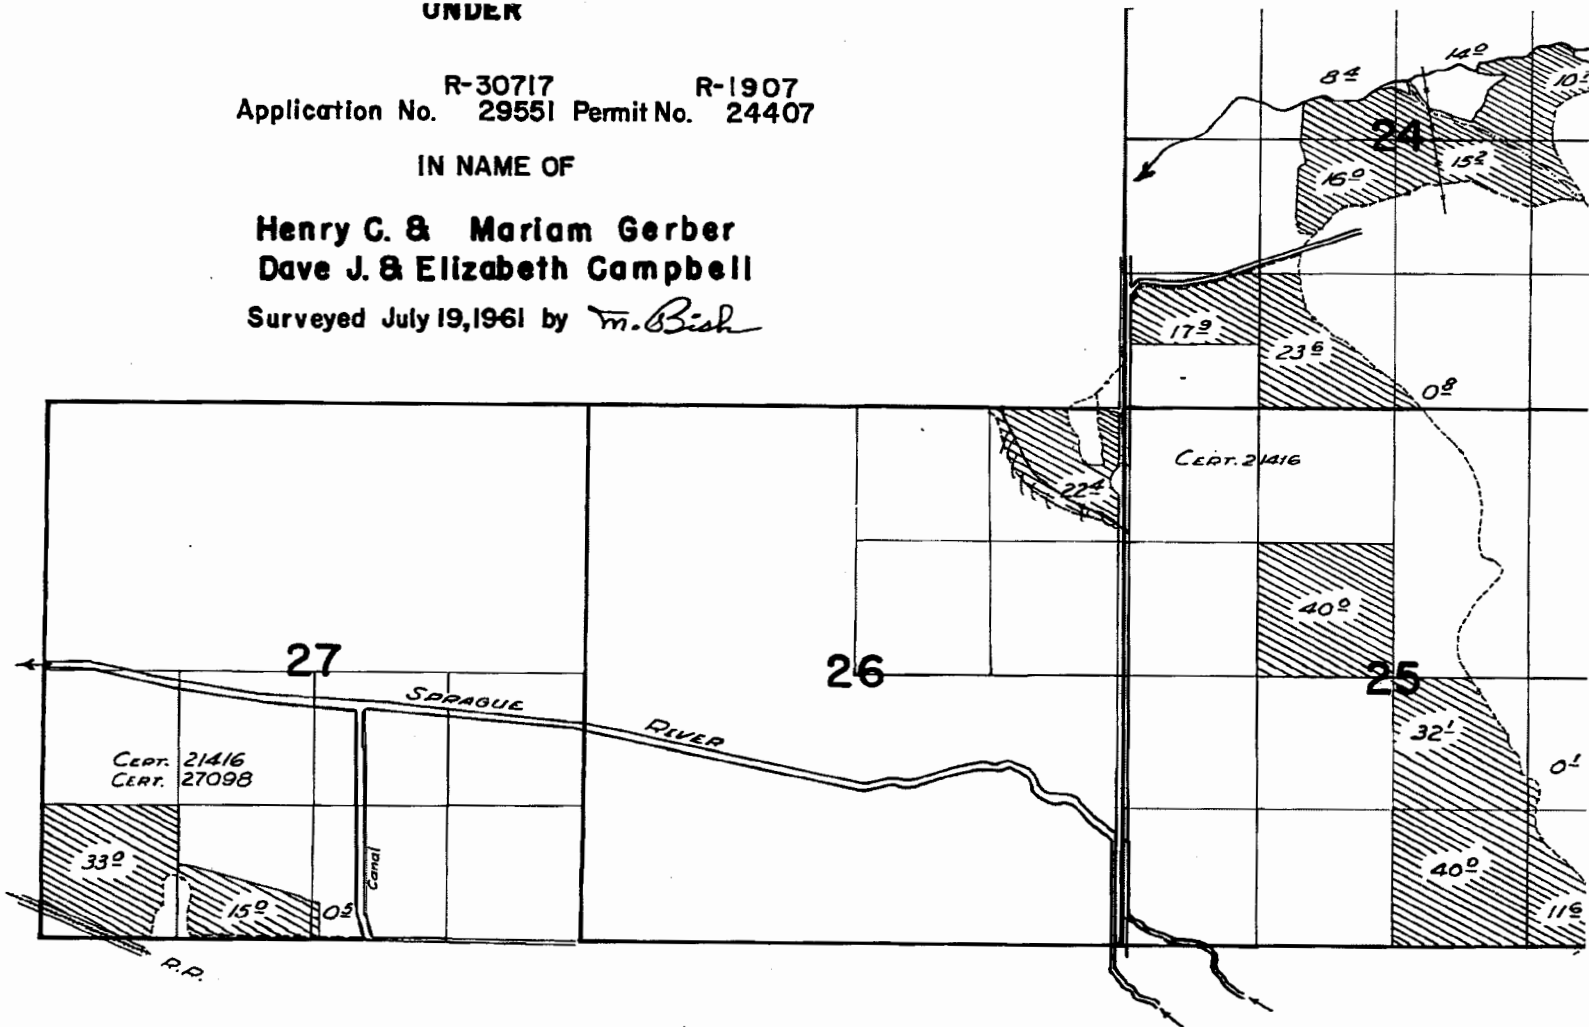 UNDER
R-30717 R-1907
Application No. 29551 Permit No. 24407
IN NAME OF
Henry C. & Mariam Gerber
Dave J. & Elizabeth Campbell
Surveyed July 19, 1961 by M. Bish
14 0
8 4
10
24
15 2
16 0
17 9
23 6
0 8
CERT. 21416
22 4
40 0
27
26
25
SPRAGUE
RIVER
32 1
0 1
CERT. 21416
CERT. 27098
33 0
Canal
40 0
15 0
0 5
11 6
R.R.